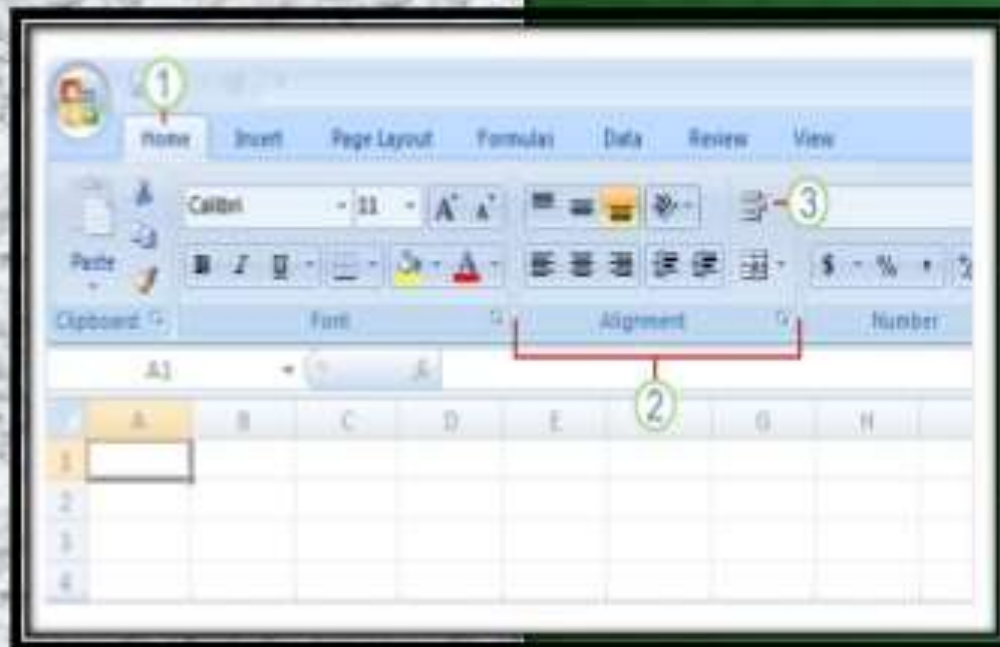 1
Home Insert Page Layout Formulas Data Review View
Calibri 11 A A 3
Paste B I U A $ % ,
Clipboard Font Alignment Number
A1
2
A B C D E G H
1
2
3
4